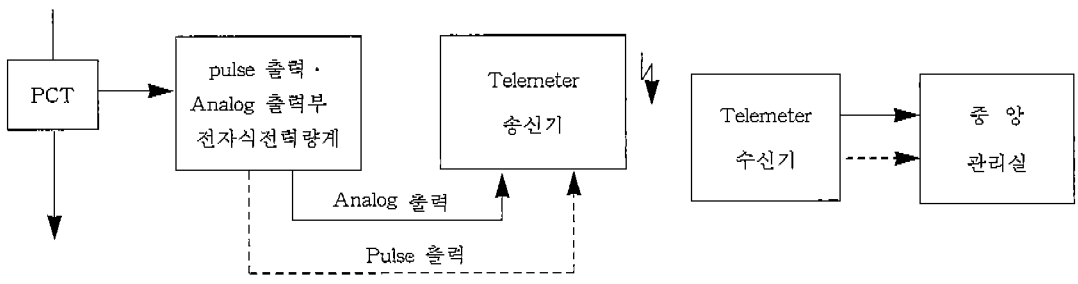 PCT
pulse 출력 ·
Analog 출력부
전자식전력량계
Telemeter
송신기
Analog 출력
Pulse 출력
Telemeter
수신기
중 앙
관리실